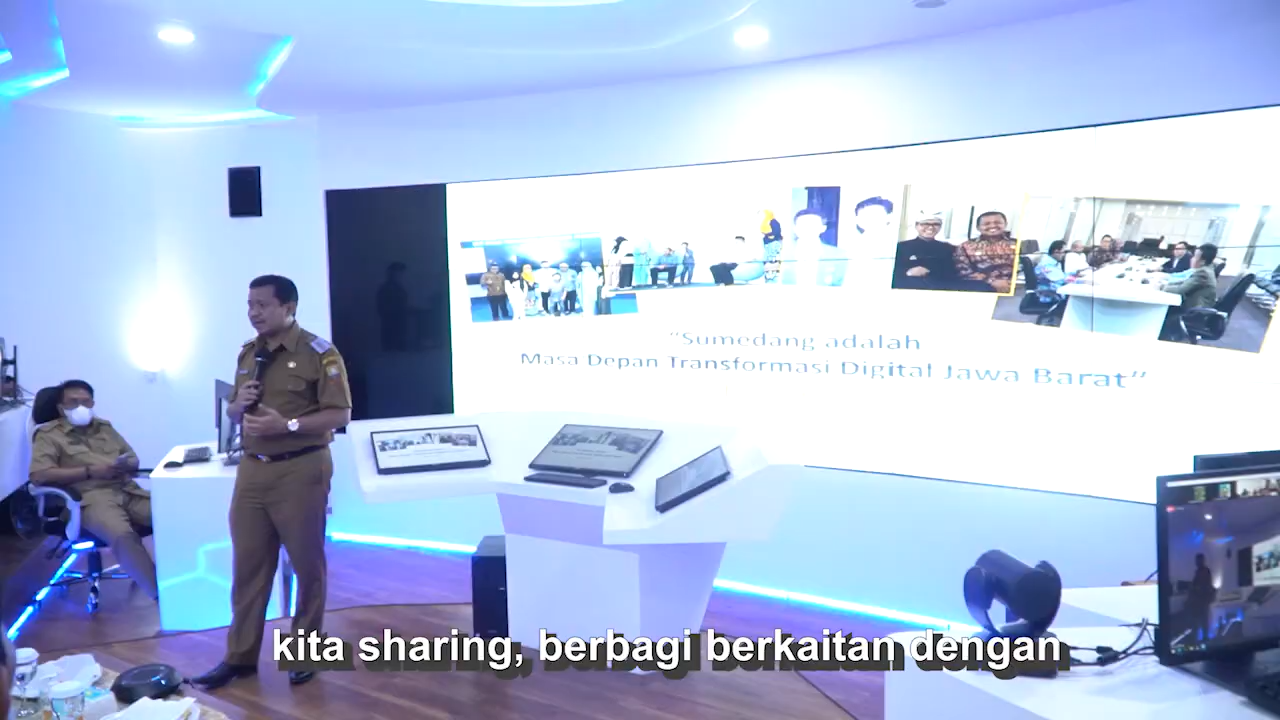 “Sumedang adalah
Masa Depan Transformasi Digital Jawa Barat”
kita sharing, berbagi berkaitan dengan